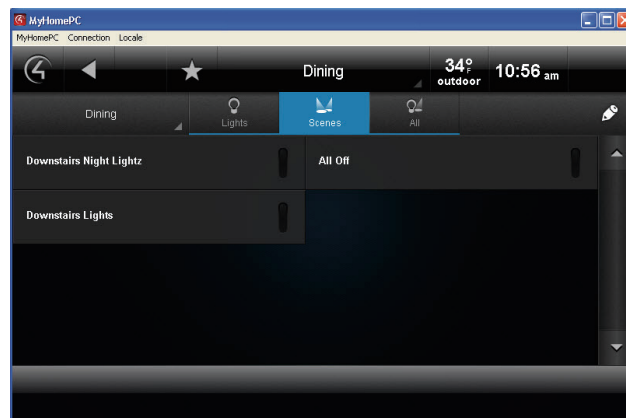 MyHomePC
MyHomePC Connection Locale
Dining 34°F outdoor 10:56 am
Dining Lights Scenes All
Downstairs Night Lightz All Off
Downstairs Lights